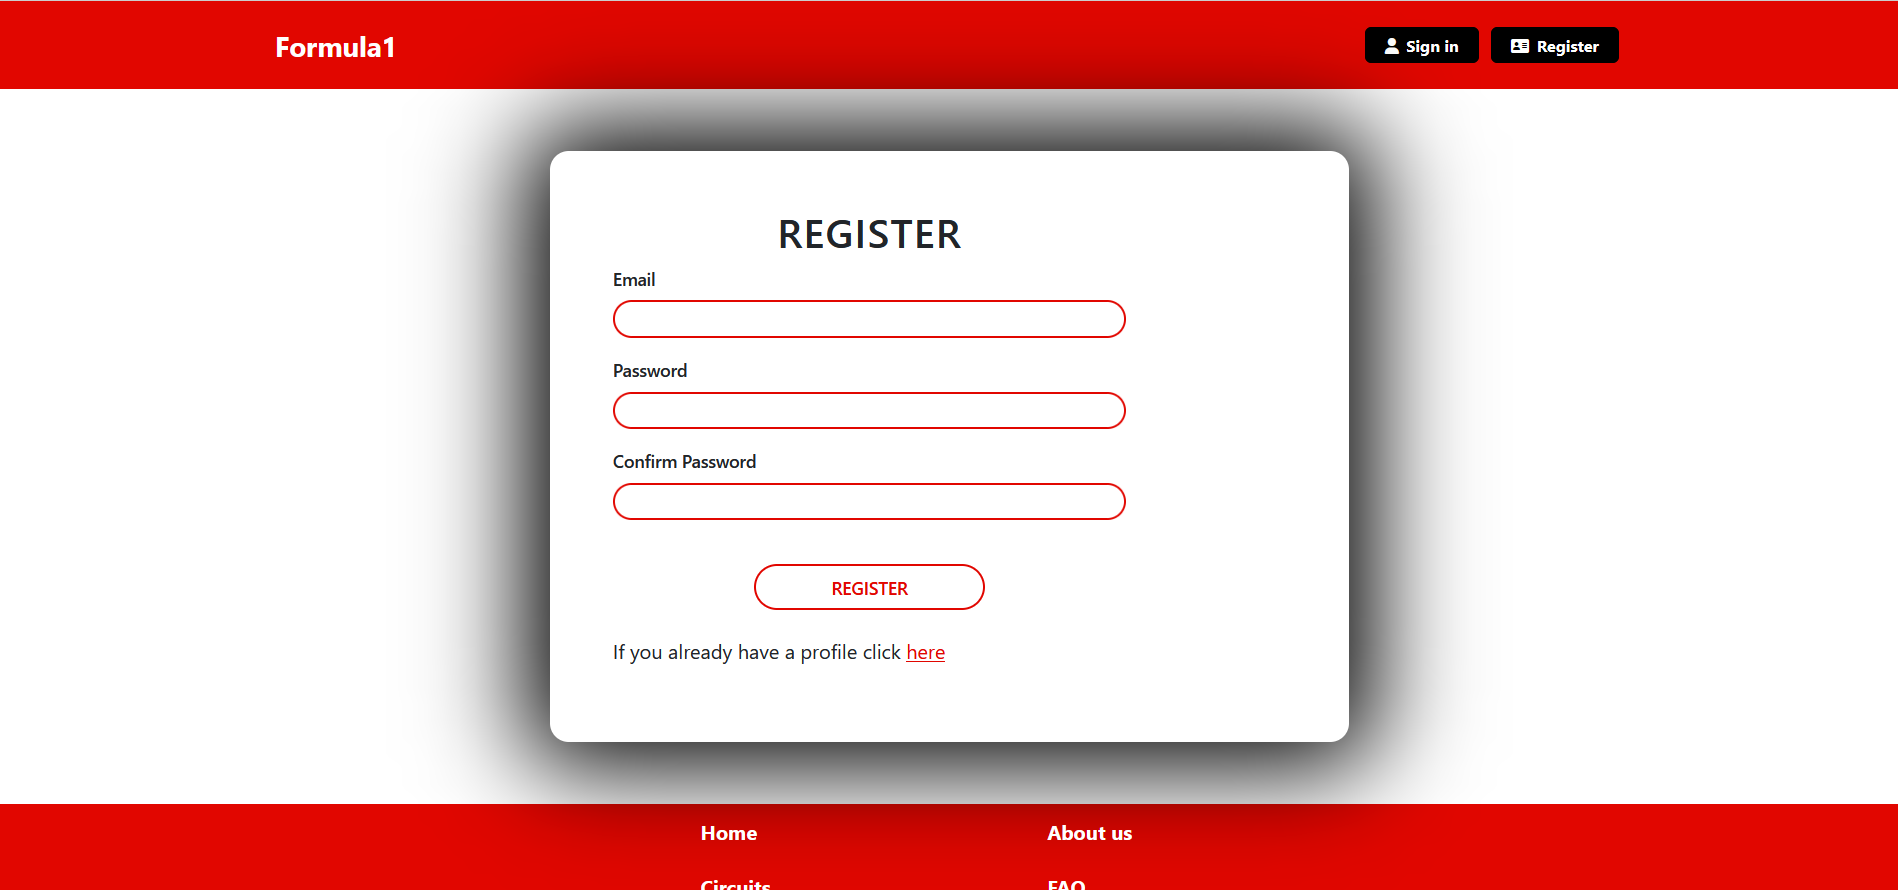 Formula1
Sign in
Register
REGISTER
Email
Password
Confirm Password
REGISTER
If you already have a profile click here
Home
About us
Circuits
FAQ